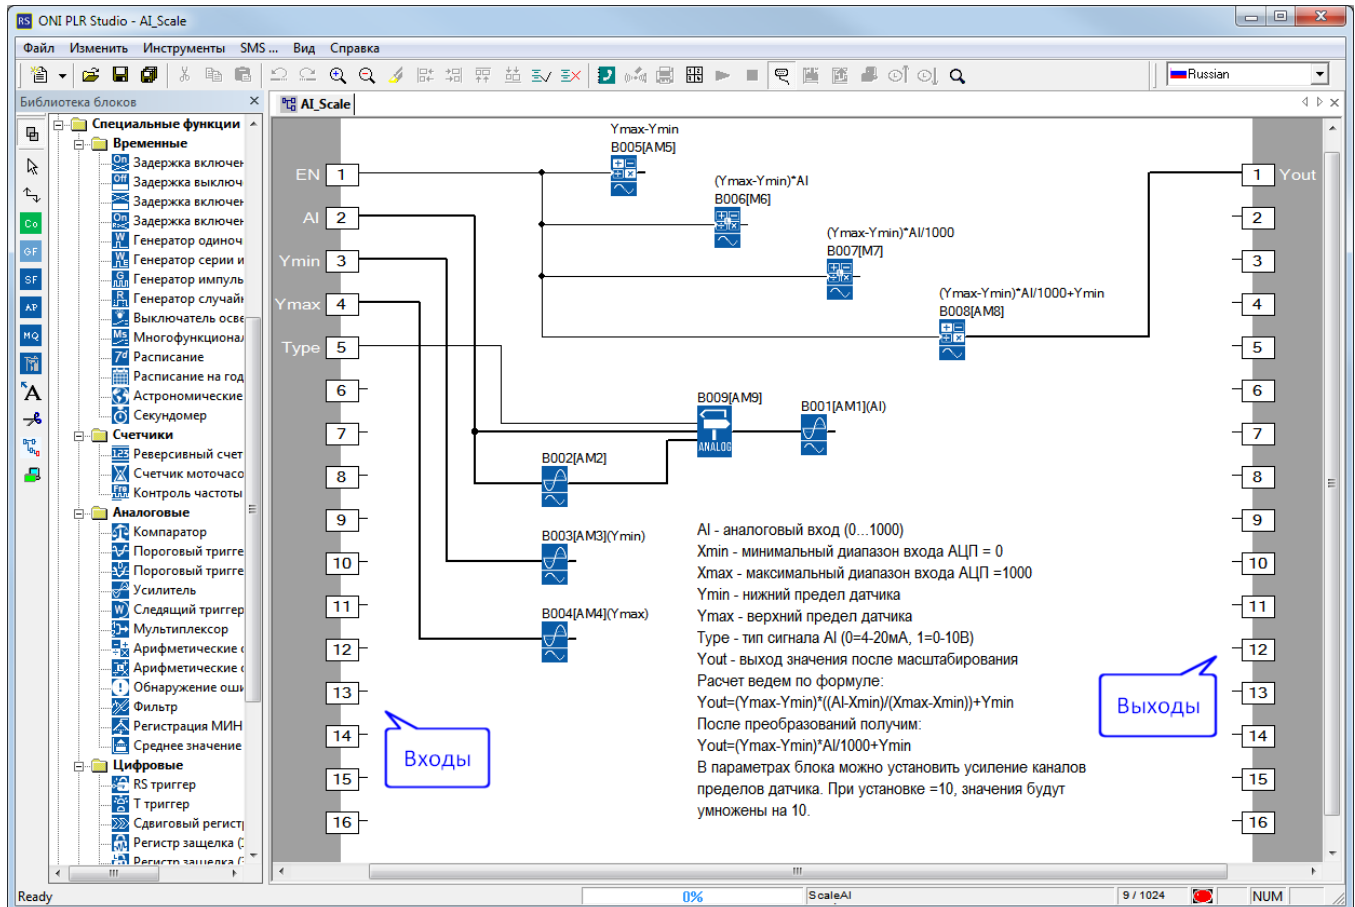 RS ONI PLR Studio - AI_Scale
Файл Изменить Инструменты SMS ... Вид Справка
Russian
Библиотека блоков
AI_Scale
Специальные функции
Временные
Задержка включен
Задержка выключ
Задержка включен
Задержка включен
Генератор одиноч
Генератор серии и
Генератор импуль
Генератор случайн
Выключатель осве
Многофункционал
Расписание
Расписание на год
Астрономические
Секундомер
Счетчики
Реверсивный счет
Счетчик моточасо
Контроль частоты
Аналоговые
Компаратор
Пороговый тригге
Пороговый тригге
Усилитель
Следящий триггер
Мультиплексор
Арифметические о
Арифметические о
Обнаружение оши
Фильтр
Регистрация МИН
Среднее значение
Цифровые
RS триггер
T триггер
Сдвиговый регист
Регистр защелка (
Регистр защелка (
Co
GF
SF
AP
MQ
A
EN 1
AI 2
Ymin 3
Ymax 4
Type 5
6
7
8
9
10
11
12
13
14
15
16
Ymax-Ymin
B005[AM5]
(Ymax-Ymin)*AI
B006[M6]
(Ymax-Ymin)*AI/1000
B007[M7]
(Ymax-Ymin)*AI/1000+Ymin
B008[AM8]
B009[AM9]
ANALOG
B001[AM1](AI)
B002[AM2]
B003[AM3](Ymin)
B004[AM4](Ymax)
AI - аналоговый вход (0...1000)
Xmin - минимальный диапазон входа АЦП = 0
Xmax - максимальный диапазон входа АЦП =1000
Ymin - нижний предел датчика
Ymax - верхний предел датчика
Type - тип сигнала AI (0=4-20мА, 1=0-10В)
Yout - выход значения после масштабирования
Расчет ведем по формуле:
Yout=(Ymax-Ymin)*((AI-Xmin)/(Xmax-Xmin))+Ymin
После преобразований получим:
Yout=(Ymax-Ymin)*AI/1000+Ymin
В параметрах блока можно установить усиление каналов
пределов датчика. При установке =10, значения будут
умножены на 10.
Входы
Выходы
1 Yout
2
3
4
5
6
7
8
9
10
11
12
13
14
15
16
Ready
0%
ScaleAI
9 / 1024
NUM